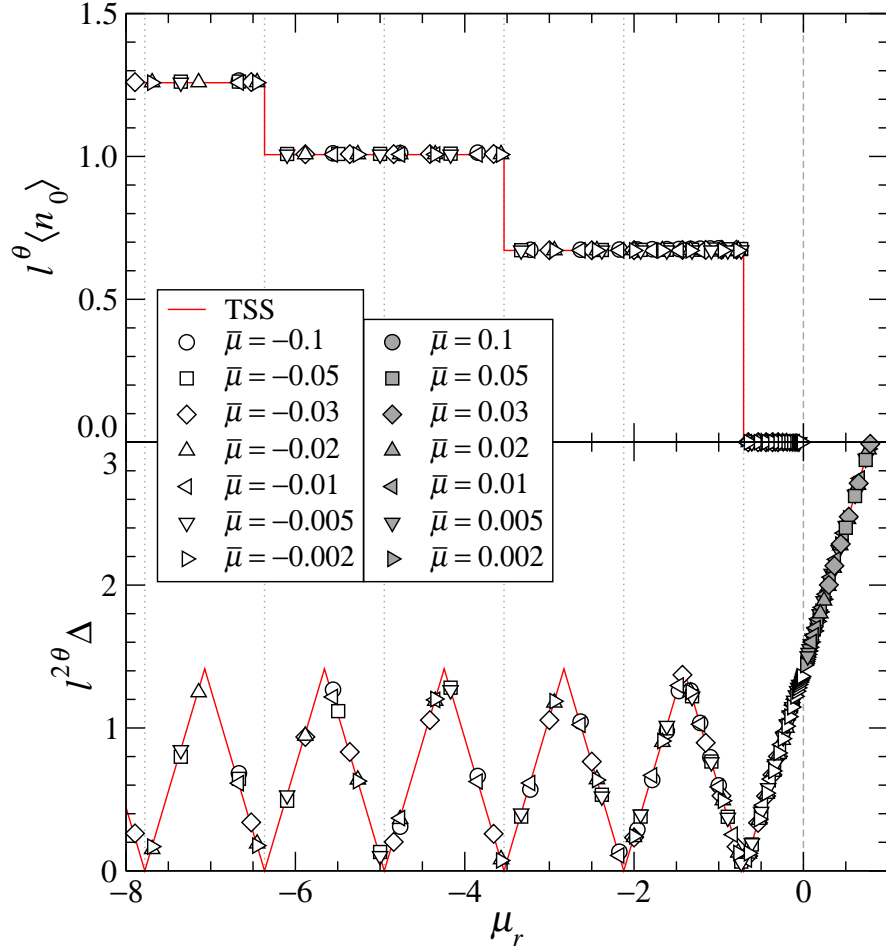 1.5
1.0
0.5
0.0
l^θ ⟨n_0⟩
TSS
μ̄ = −0.1
μ̄ = −0.05
μ̄ = −0.03
μ̄ = −0.02
μ̄ = −0.01
μ̄ = −0.005
μ̄ = −0.002
μ̄ = 0.1
μ̄ = 0.05
μ̄ = 0.03
μ̄ = 0.02
μ̄ = 0.01
μ̄ = 0.005
μ̄ = 0.002
3
2
1
0
l^{2θ} Δ
−8 −6 −4 −2 0
μ_r